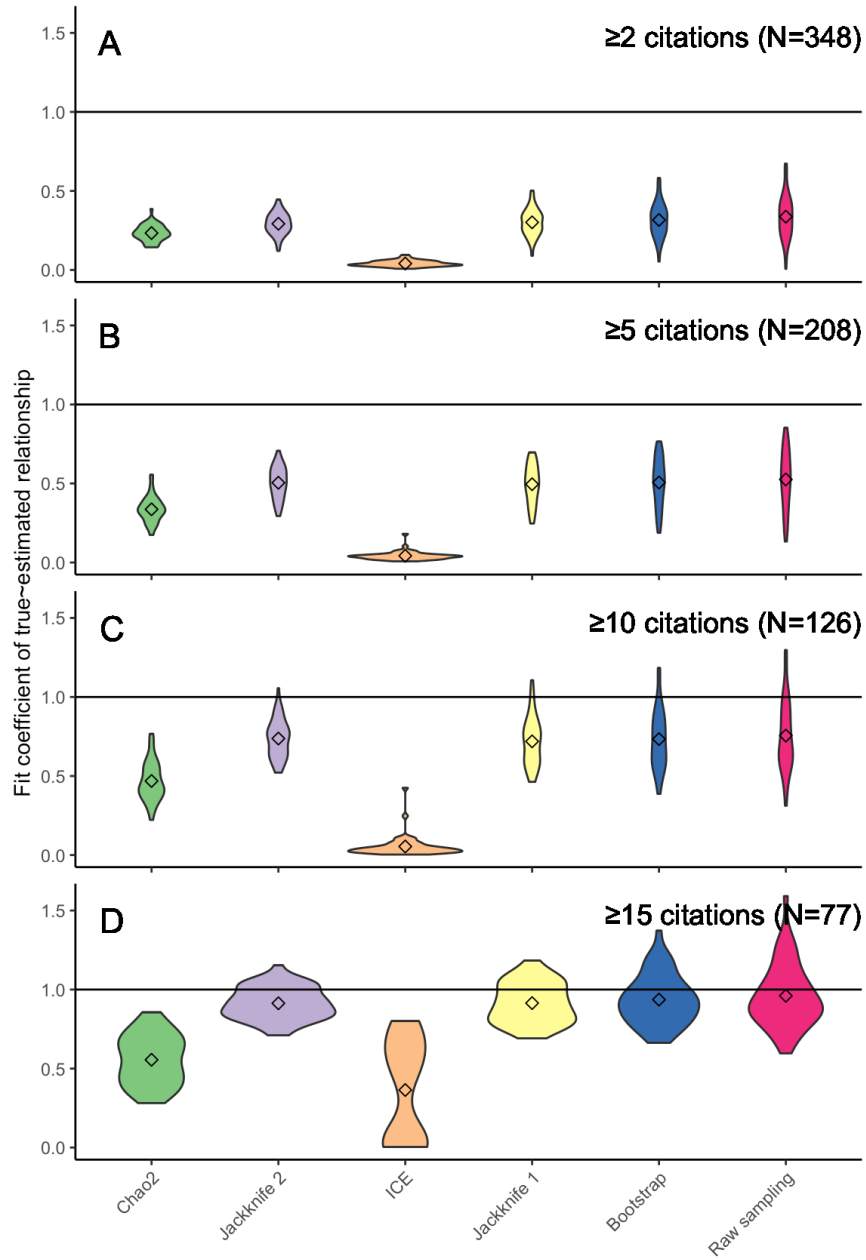 A
≥2 citations (N=348)
1.5
1.0
0.5
0.0
B
≥5 citations (N=208)
1.5
1.0
0.5
0.0
Fit coefficient of true~estimated relationship
C
≥10 citations (N=126)
1.5
1.0
0.5
0.0
D
≥15 citations (N=77)
1.5
1.0
0.5
0.0
Chao2
Jackknife 2
ICE
Jackknife 1
Bootstrap
Raw sampling